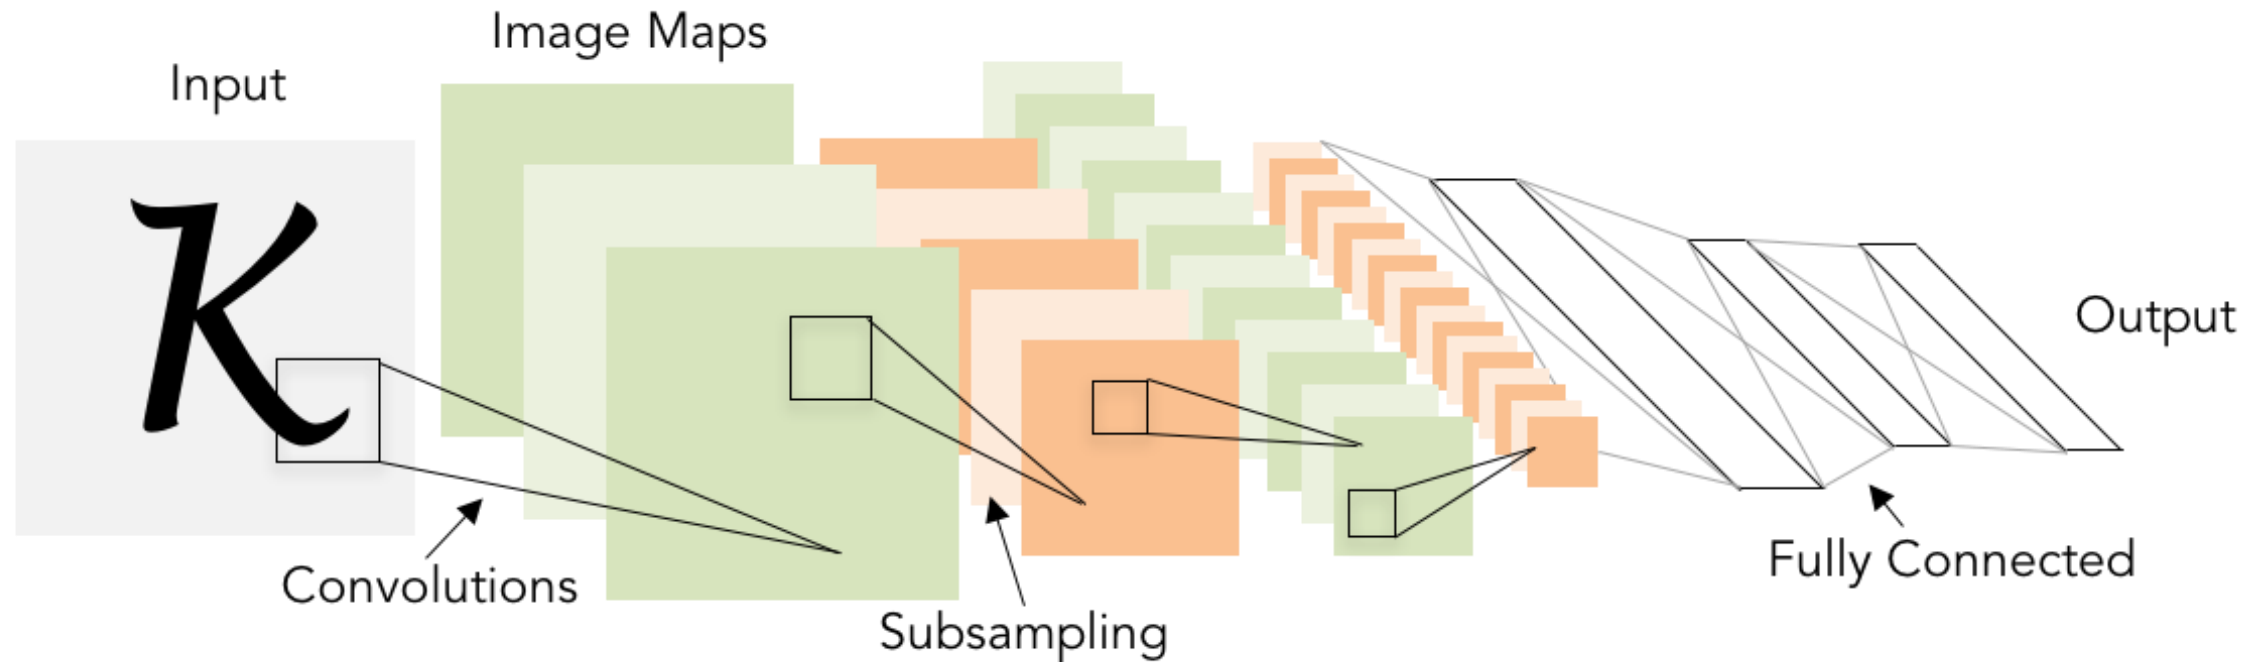 Image Maps
Input
K
Output
Convolutions
Fully Connected
Subsampling